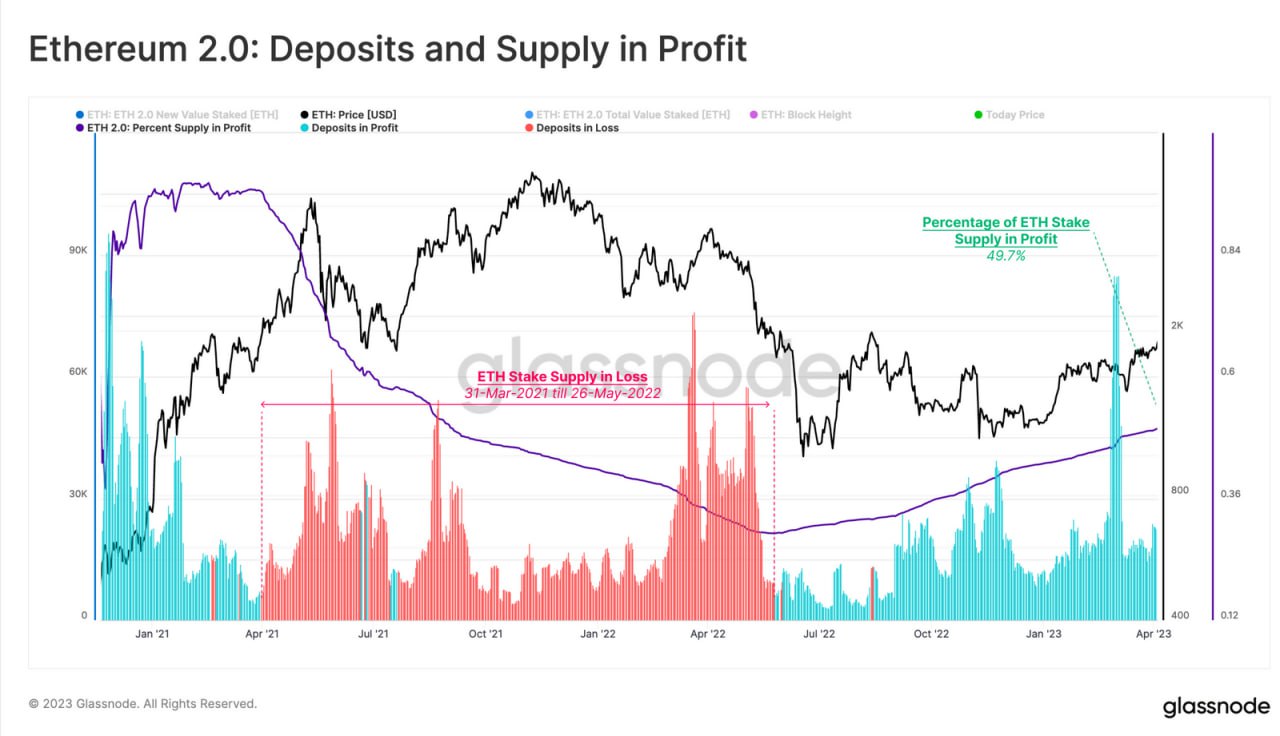 Ethereum 2.0: Deposits and Supply in Profit
ETH: ETH 2.0 New Value Staked [ETH]
ETH: Price [USD]
ETH: ETH 2.0 Total Value Staked [ETH]
ETH: Block Height
Today Price
ETH 2.0: Percent Supply in Profit
Deposits in Profit
Deposits in Loss
Percentage of ETH Stake
Supply in Profit
49.7%
90K
0.84
2K
glassnode
60K
0.6
ETH Stake Supply in Loss
31-Mar-2021 till 26-May-2022
30K
800
0.36
0
400
0.12
Jan '21
Apr '21
Jul '21
Oct '21
Jan '22
Apr '22
Jul '22
Oct '22
Jan '23
Apr '23
© 2023 Glassnode. All Rights Reserved.
glassnode